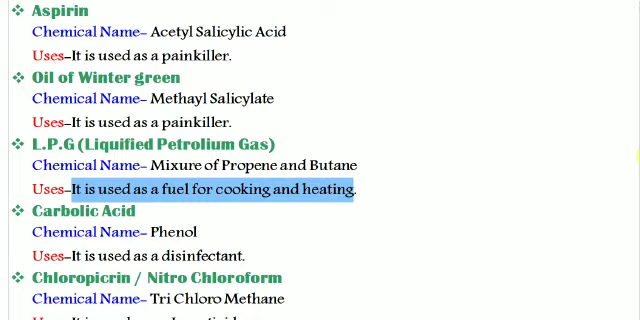 Aspirin
Chemical Name- Acetyl Salicylic Acid
Uses-It is used as a painkiller.
Oil of Winter green
Chemical Name- Methayl Salicylate
Uses-It is used as a painkiller.
L.P.G (Liquified Petrolium Gas)
Chemical Name- Mixure of Propene and Butane
Uses-It is used as a fuel for cooking and heating.
Carbolic Acid
Chemical Name- Phenol
Uses-It is used as a disinfectant.
Chloropicrin / Nitro Chloroform
Chemical Name- Tri Chloro Methane